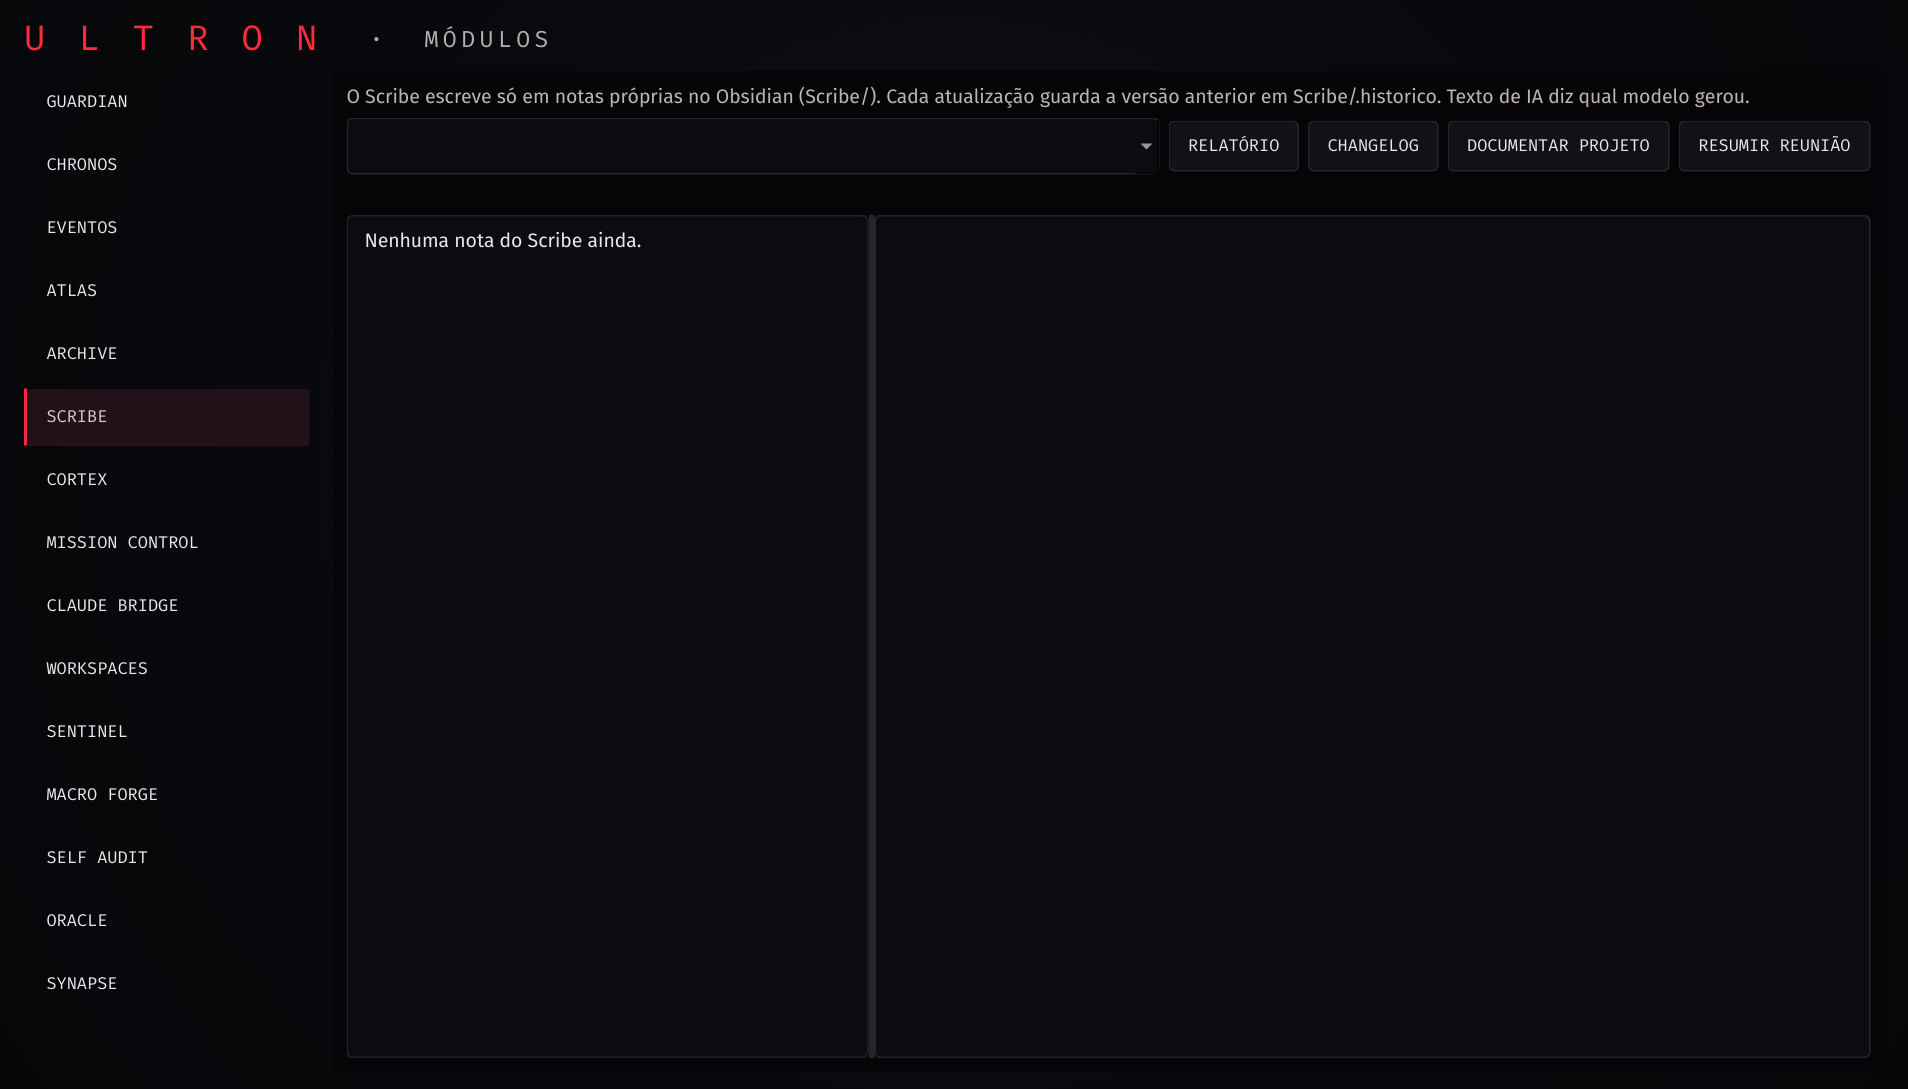 ULTRON · MÓDULOS
GUARDIAN
CHRONOS
EVENTOS
ATLAS
ARCHIVE
SCRIBE
CORTEX
MISSION CONTROL
CLAUDE BRIDGE
WORKSPACES
SENTINEL
MACRO FORGE
SELF AUDIT
ORACLE
SYNAPSE
O Scribe escreve só em notas próprias no Obsidian (Scribe/). Cada atualização guarda a versão anterior em Scribe/.historico. Texto de IA diz qual modelo gerou.
RELATÓRIO CHANGELOG DOCUMENTAR PROJETO RESUMIR REUNIÃO
Nenhuma nota do Scribe ainda.